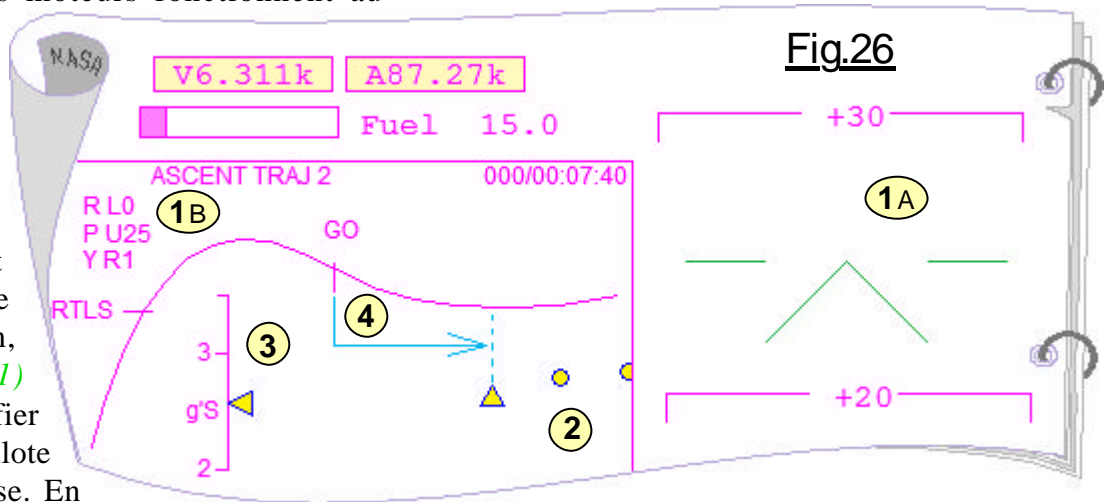 moteurs fonctionnent au
NASA
Fig.26
V6.311k A87.27k
Fuel 15.0
+30
ASCENT TRAJ 2 000/00:07:40
R L0
P U25
Y R1
1B
1A
GO
RTLS
4
3
3
g'S
2
2
+20
1)
fier
lote
se. En